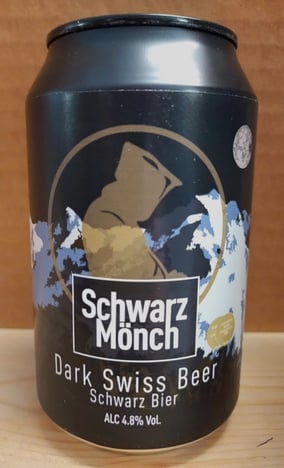 Schwarz
Mönch
Dark Swiss Beer
Schwarz Bier
ALC 4.8% Vol.